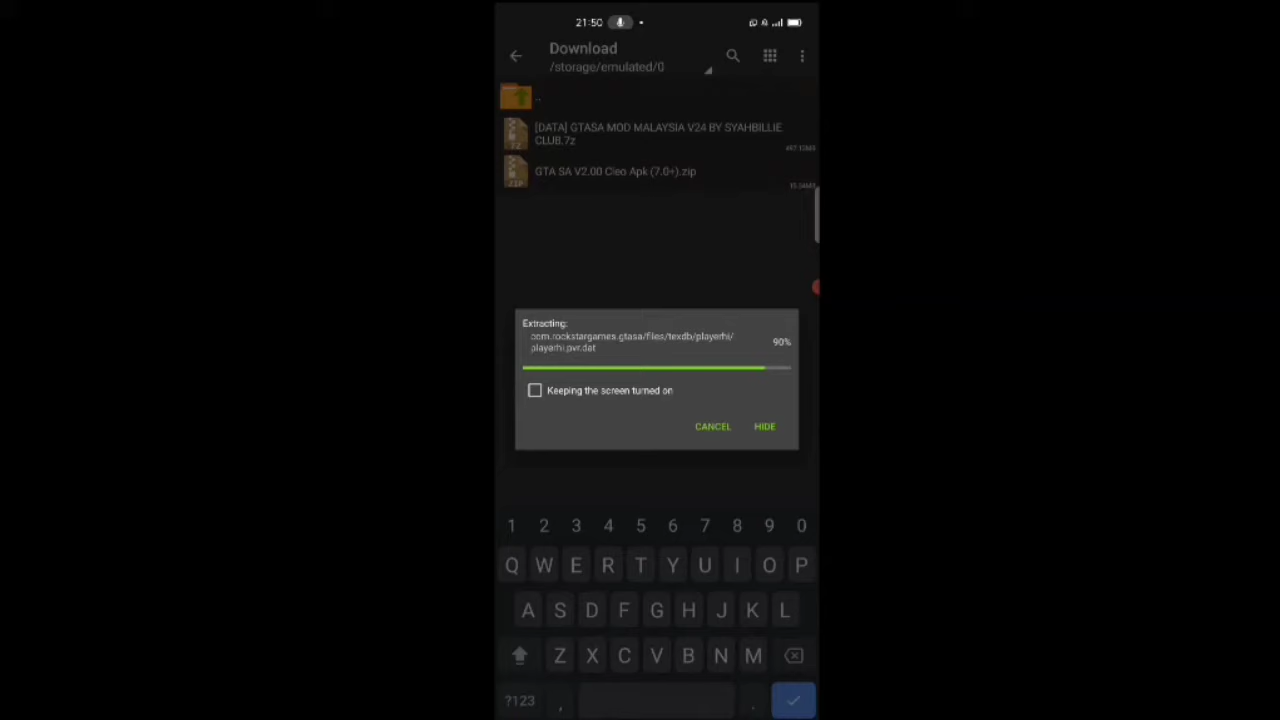 21:50
Download
/storage/emulated/0
..
[DATA] GTASA MOD MALAYSIA V24 BY SYAHBILLIE
CLUB.7z
7Z
GTA SA V2.00 Cleo Apk (7.0+).zip
ZIP
Extracting:
com.rockstargames.gtasa/files/texdb/playerhi/
playerhi.pvr.dat
90%
Keeping the screen turned on
CANCEL HIDE
1 2 3 4 5 6 7 8 9 0
Q W E R T Y U I O P
A S D F G H J K L
Z X C V B N M
?123 , .